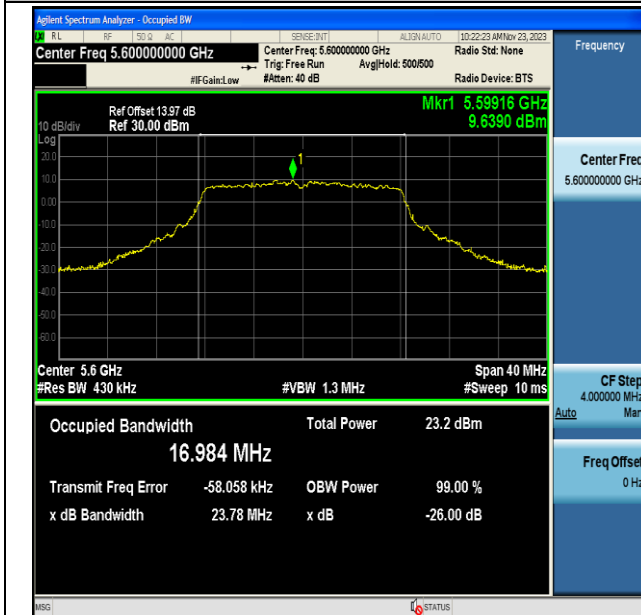 Agilent Spectrum Analyzer - Occupied BW
RL RF 50 Ω AC SENSE:INT ALIGN AUTO 10:22:23 AM Nov 23, 2023
Center Freq 5.600000000 GHz
Center Freq: 5.600000000 GHz Radio Std: None
Trig: Free Run Avg|Hold: 500/500
#IFGain:Low #Atten: 40 dB Radio Device: BTS
Frequency
Ref Offset 13.97 dB
10 dB/div Ref 30.00 dBm
Mkr1 5.59916 GHz
9.6390 dBm
Log
20.0
10.0
0.00
-10.0
-20.0
-30.0
-40.0
-50.0
-60.0
1
Center 5.6 GHz Span 40 MHz
#Res BW 430 kHz #VBW 1.3 MHz #Sweep 10 ms
Occupied Bandwidth Total Power 23.2 dBm
16.984 MHz
Transmit Freq Error -58.058 kHz OBW Power 99.00 %
x dB Bandwidth 23.78 MHz x dB -26.00 dB
Center Freq
5.600000000 GHz
CF Step
4.000000 MHz
Auto Man
Freq Offset
0 Hz
MSG STATUS